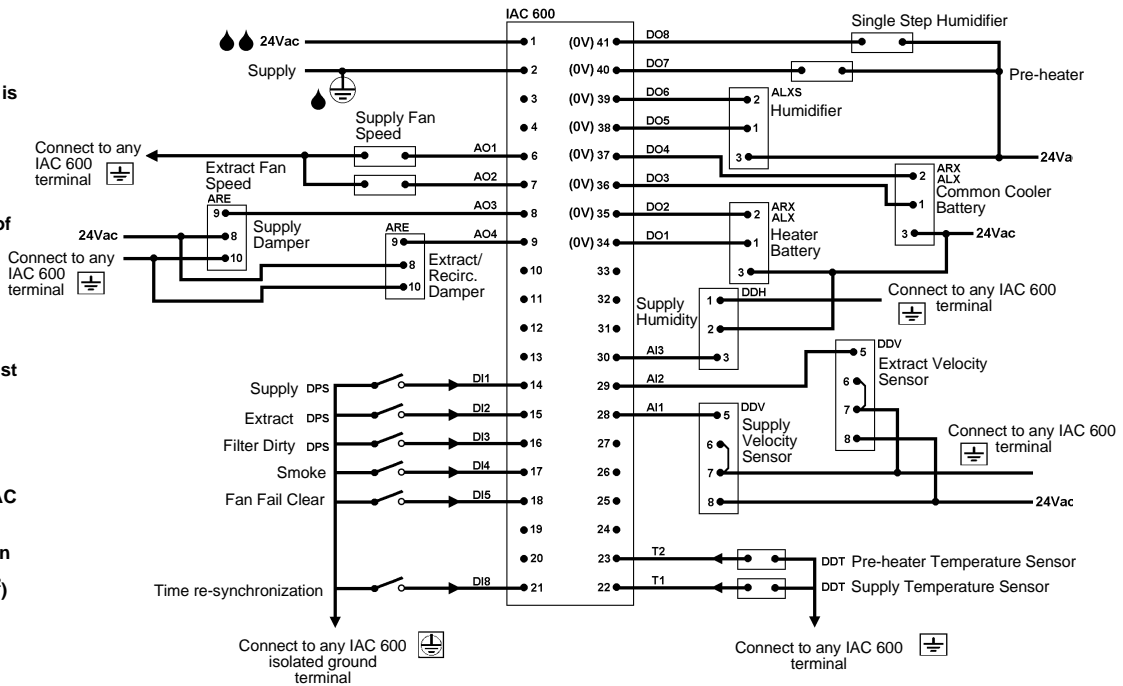 IAC 600
24Vac
Supply
is
Connect to any
IAC 600
terminal
Supply Fan
Speed
Extract Fan
Speed
ARE
9
8
10
Supply
Damper
of
24Vac
Connect to any
IAC 600
terminal
ARE
9
8
10
Extract/
Recirc.
Damper
st
AC
n
f)
Supply DPS
Extract DPS
Filter Dirty DPS
Smoke
Fan Fail Clear
Time re-synchronization
Connect to any IAC 600
isolated ground
terminal
AO1
AO2
AO3
AO4
DI1
DI2
DI3
DI4
DI5
DI8
1
2
3
4
6
7
8
9
10
11
12
13
14
15
16
17
18
19
20
21
(0V) 41
(0V) 40
(0V) 39
(0V) 38
(0V) 37
(0V) 36
(0V) 35
(0V) 34
33
32
31
30
29
28
27
26
25
24
23
22
DO8
DO7
DO6
DO5
DO4
DO3
DO2
DO1
AI3
AI2
AI1
T2
T1
Single Step Humidifier
Pre-heater
2
1
3
ALXS
Humidifier
24Va
2
1
3
ARX
ALX
Common Cooler
Battery
24Vac
2
1
3
ARX
ALX
Heater
Battery
Supply
Humidity
1
2
3
DDH
Connect to any IAC 600
terminal
5
6
7
8
DDV
Extract Velocity
Sensor
5
6
7
8
DDV
Supply
Velocity
Sensor
Connect to any IAC 600
terminal
24Vac
DDT Pre-heater Temperature Sensor
DDT Supply Temperature Sensor
Connect to any IAC 600
terminal